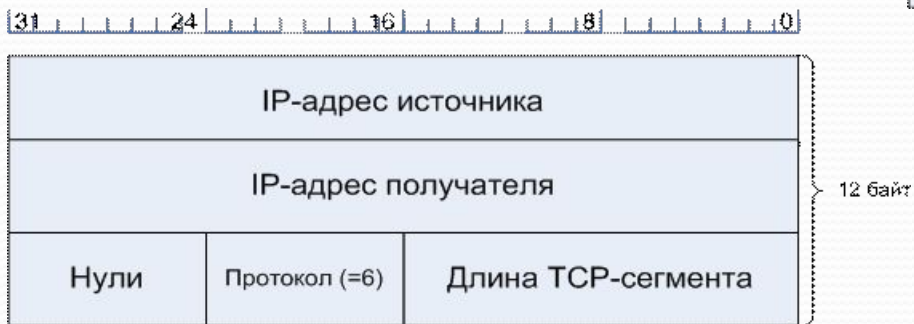 31 24 16 8 0
IP-адрес источника
IP-адрес получателя
12 байт
Нули Протокол (=6) Длина TCP-сегмента